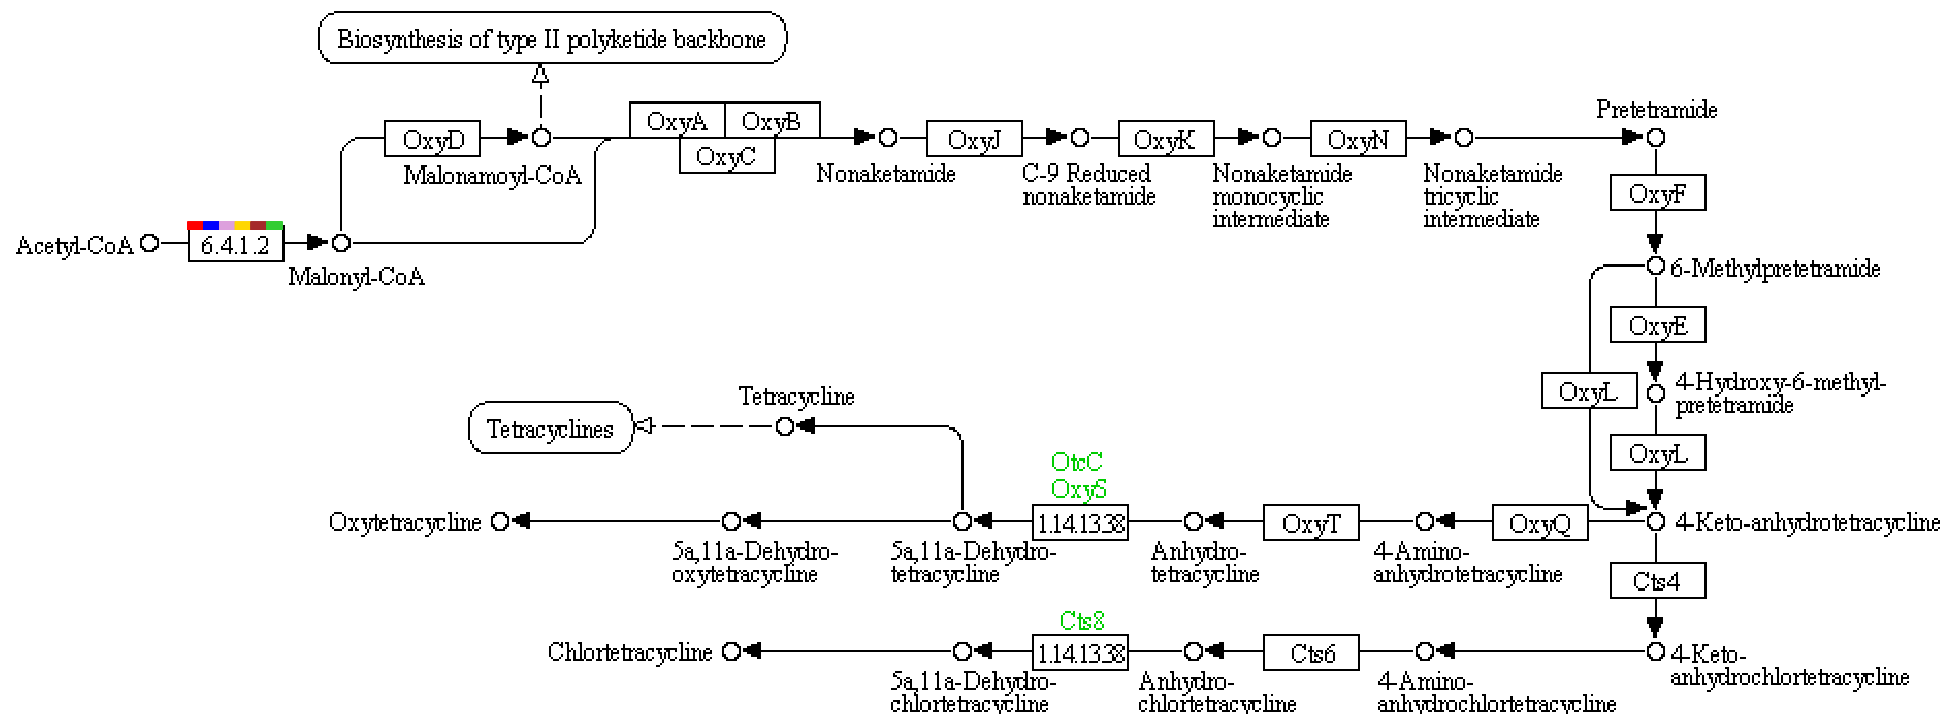 Biosynthesis of type II polyketide backbone
Pretetramide
OxyA
OxyB
OxyD
OxyC
OxyJ
OxyK
OxyN
Malonamoyl-CoA
Nonaketamide
C-9 Reduced
nonaketamide
Nonaketamide
monocyclic
intermediate
Nonaketamide
tricyclic
intermediate
OxyF
Acetyl-CoA
6.4.1.2
Malonyl-CoA
6-Methylpretetramide
OxyE
OxyL
4-Hydroxy-6-methyl-
pretetramide
OxyL
Tetracycline
Tetracyclines
OtcC
OxyS
Oxytetracycline
1.14.13.38
OxyT
OxyQ
4-Keto-anhydrotetracycline
5a,11a-Dehydro-
oxytetracycline
5a,11a-Dehydro-
tetracycline
Anhydro-
tetracycline
4-Amino-
anhydrotetracycline
Cts4
Cts8
Chlortetracycline
1.14.13.38
Cts6
4-Keto-
anhydrochlortetracycline
5a,11a-Dehydro-
chlortetracycline
Anhydro-
chlortetracycline
4-Amino-
anhydrochlortetracycline